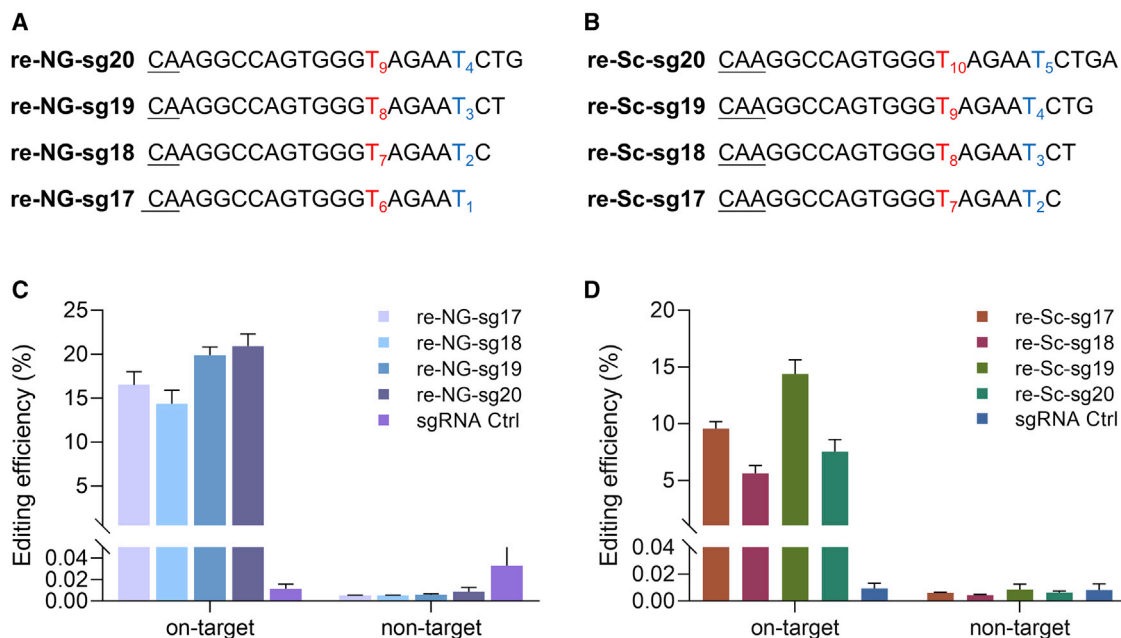 A
re-NG-sg20 CAAGGCCAGTGGGT9AGAAT4CTG
re-NG-sg19 CAAGGCCAGTGGGT8AGAAT3CT
re-NG-sg18 CAAGGCCAGTGGGT7AGAAT2C
re-NG-sg17 CAAGGCCAGTGGGT6AGAAT1
B
re-Sc-sg20 CAAGGCCAGTGGGT10AGAAT5CTGA
re-Sc-sg19 CAAGGCCAGTGGGT9AGAAT4CTG
re-Sc-sg18 CAAGGCCAGTGGGT8AGAAT3CT
re-Sc-sg17 CAAGGCCAGTGGGT7AGAAT2C
C
Editing efficiency (%)
25
20
15
10
5
0.04
0.02
0.00
on-target
non-target
re-NG-sg17
re-NG-sg18
re-NG-sg19
re-NG-sg20
sgRNA Ctrl
D
Editing efficiency (%)
20
15
10
5
0.04
0.02
0.00
on-target
non-target
re-Sc-sg17
re-Sc-sg18
re-Sc-sg19
re-Sc-sg20
sgRNA Ctrl